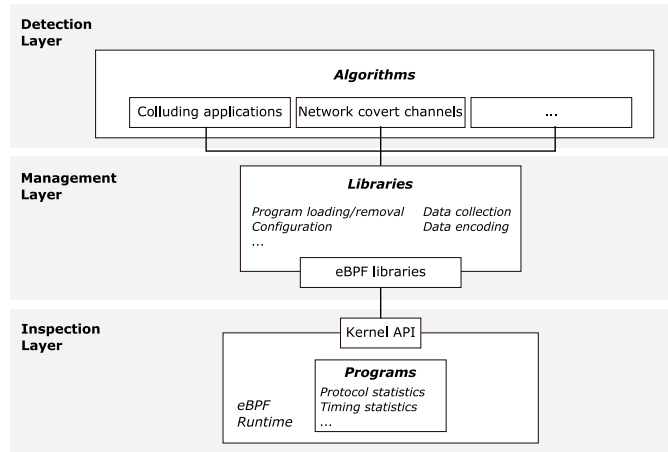 Detection
Layer
Algorithms
Colluding applications
Network covert channels
...
Management
Layer
Libraries
Program loading/removal
Data collection
Configuration
Data encoding
...
eBPF libraries
Inspection
Layer
Kernel API
Programs
Protocol statistics
Timing statistics
...
eBPF
Runtime